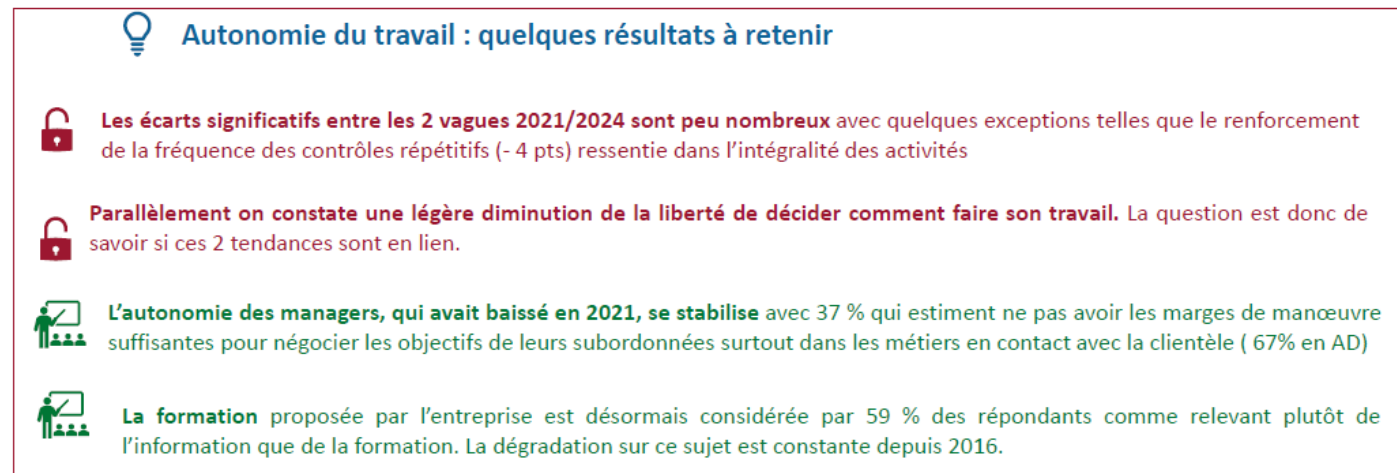 Autonomie du travail : quelques résultats à retenir
Les écarts significatifs entre les 2 vagues 2021/2024 sont peu nombreux avec quelques exceptions telles que le renforcement
de la fréquence des contrôles répétitifs (- 4 pts) ressentie dans l'intégralité des activités
Parallèlement on constate une légère diminution de la liberté de décider comment faire son travail. La question est donc de
savoir si ces 2 tendances sont en lien.
L'autonomie des managers, qui avait baissé en 2021, se stabilise avec 37 % qui estiment ne pas avoir les marges de manœuvre
suffisantes pour négocier les objectifs de leurs subordonnées surtout dans les métiers en contact avec la clientèle ( 67% en AD)
La formation proposée par l'entreprise est désormais considérée par 59 % des répondants comme relevant plutôt de
l'information que de la formation. La dégradation sur ce sujet est constante depuis 2016.